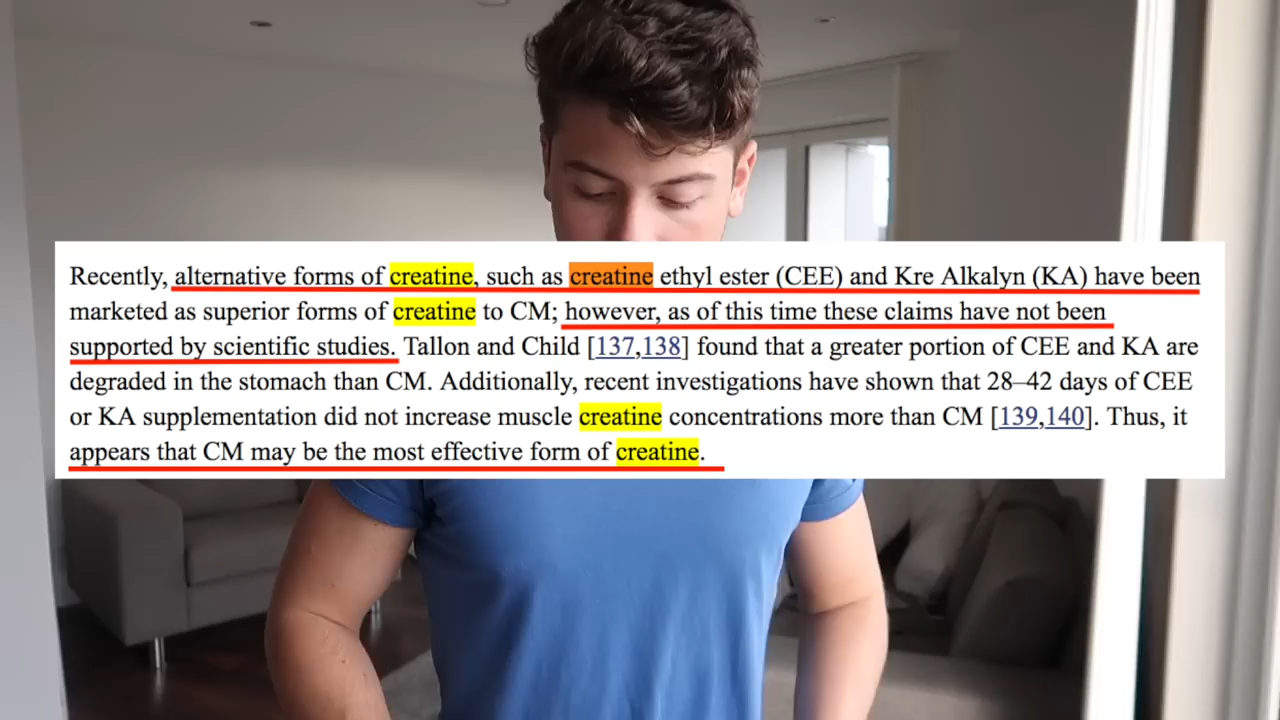 Recently, alternative forms of creatine, such as creatine ethyl ester (CEE) and Kre Alkalyn (KA) have been
marketed as superior forms of creatine to CM; however, as of this time these claims have not been
supported by scientific studies. Tallon and Child [137,138] found that a greater portion of CEE and KA are
degraded in the stomach than CM. Additionally, recent investigations have shown that 28–42 days of CEE
or KA supplementation did not increase muscle creatine concentrations more than CM [139,140]. Thus, it
appears that CM may be the most effective form of creatine.